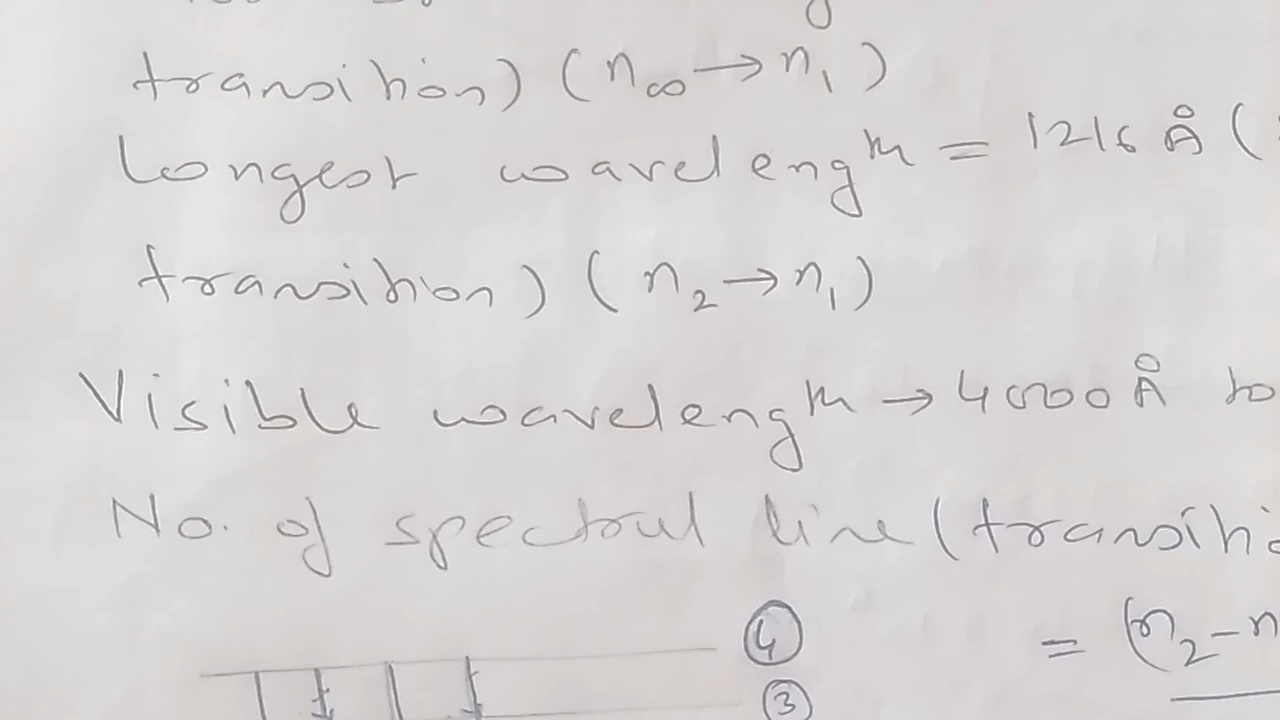 transition) (n∞→n₁)
Longest wavelength = 1216 Å (
transition) (n₂→n₁)
Visible wavelength → 4000Å to
No. of spectral line (transitio
④ = (n₂-n
③